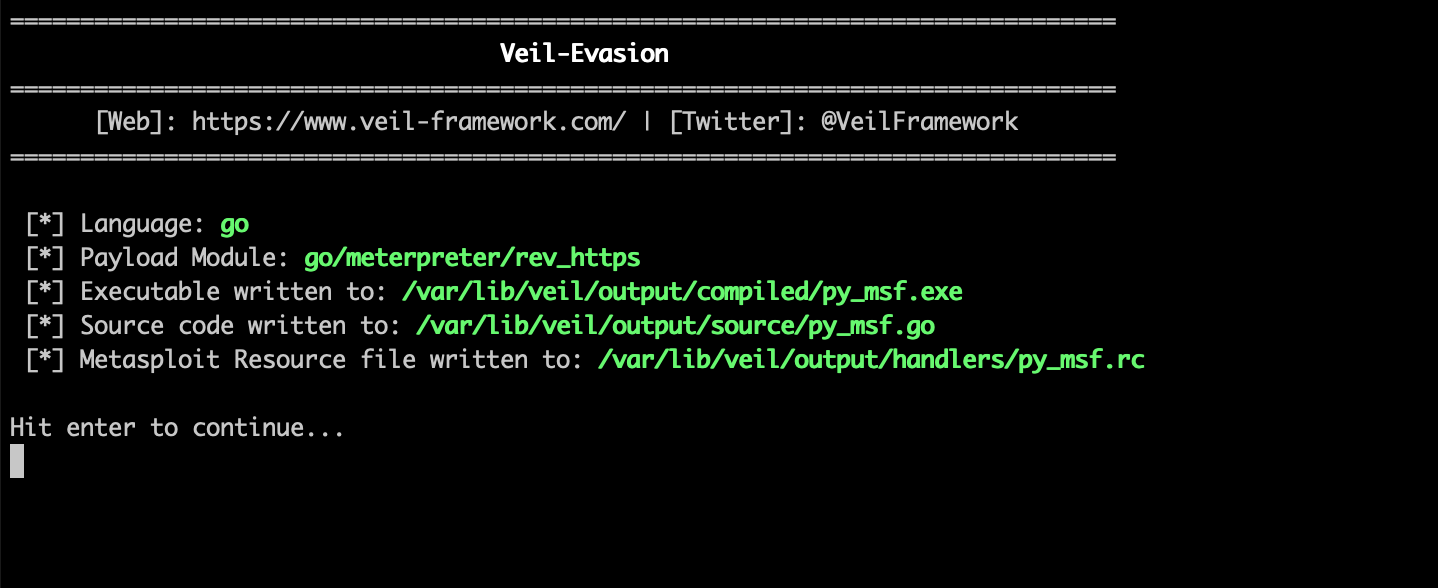 ===============================================================================
Veil-Evasion
===============================================================================
[Web]: https://www.veil-framework.com/ | [Twitter]: @VeilFramework
===============================================================================
[*] Language: go
[*] Payload Module: go/meterpreter/rev_https
[*] Executable written to: /var/lib/veil/output/compiled/py_msf.exe
[*] Source code written to: /var/lib/veil/output/source/py_msf.go
[*] Metasploit Resource file written to: /var/lib/veil/output/handlers/py_msf.rc
Hit enter to continue...